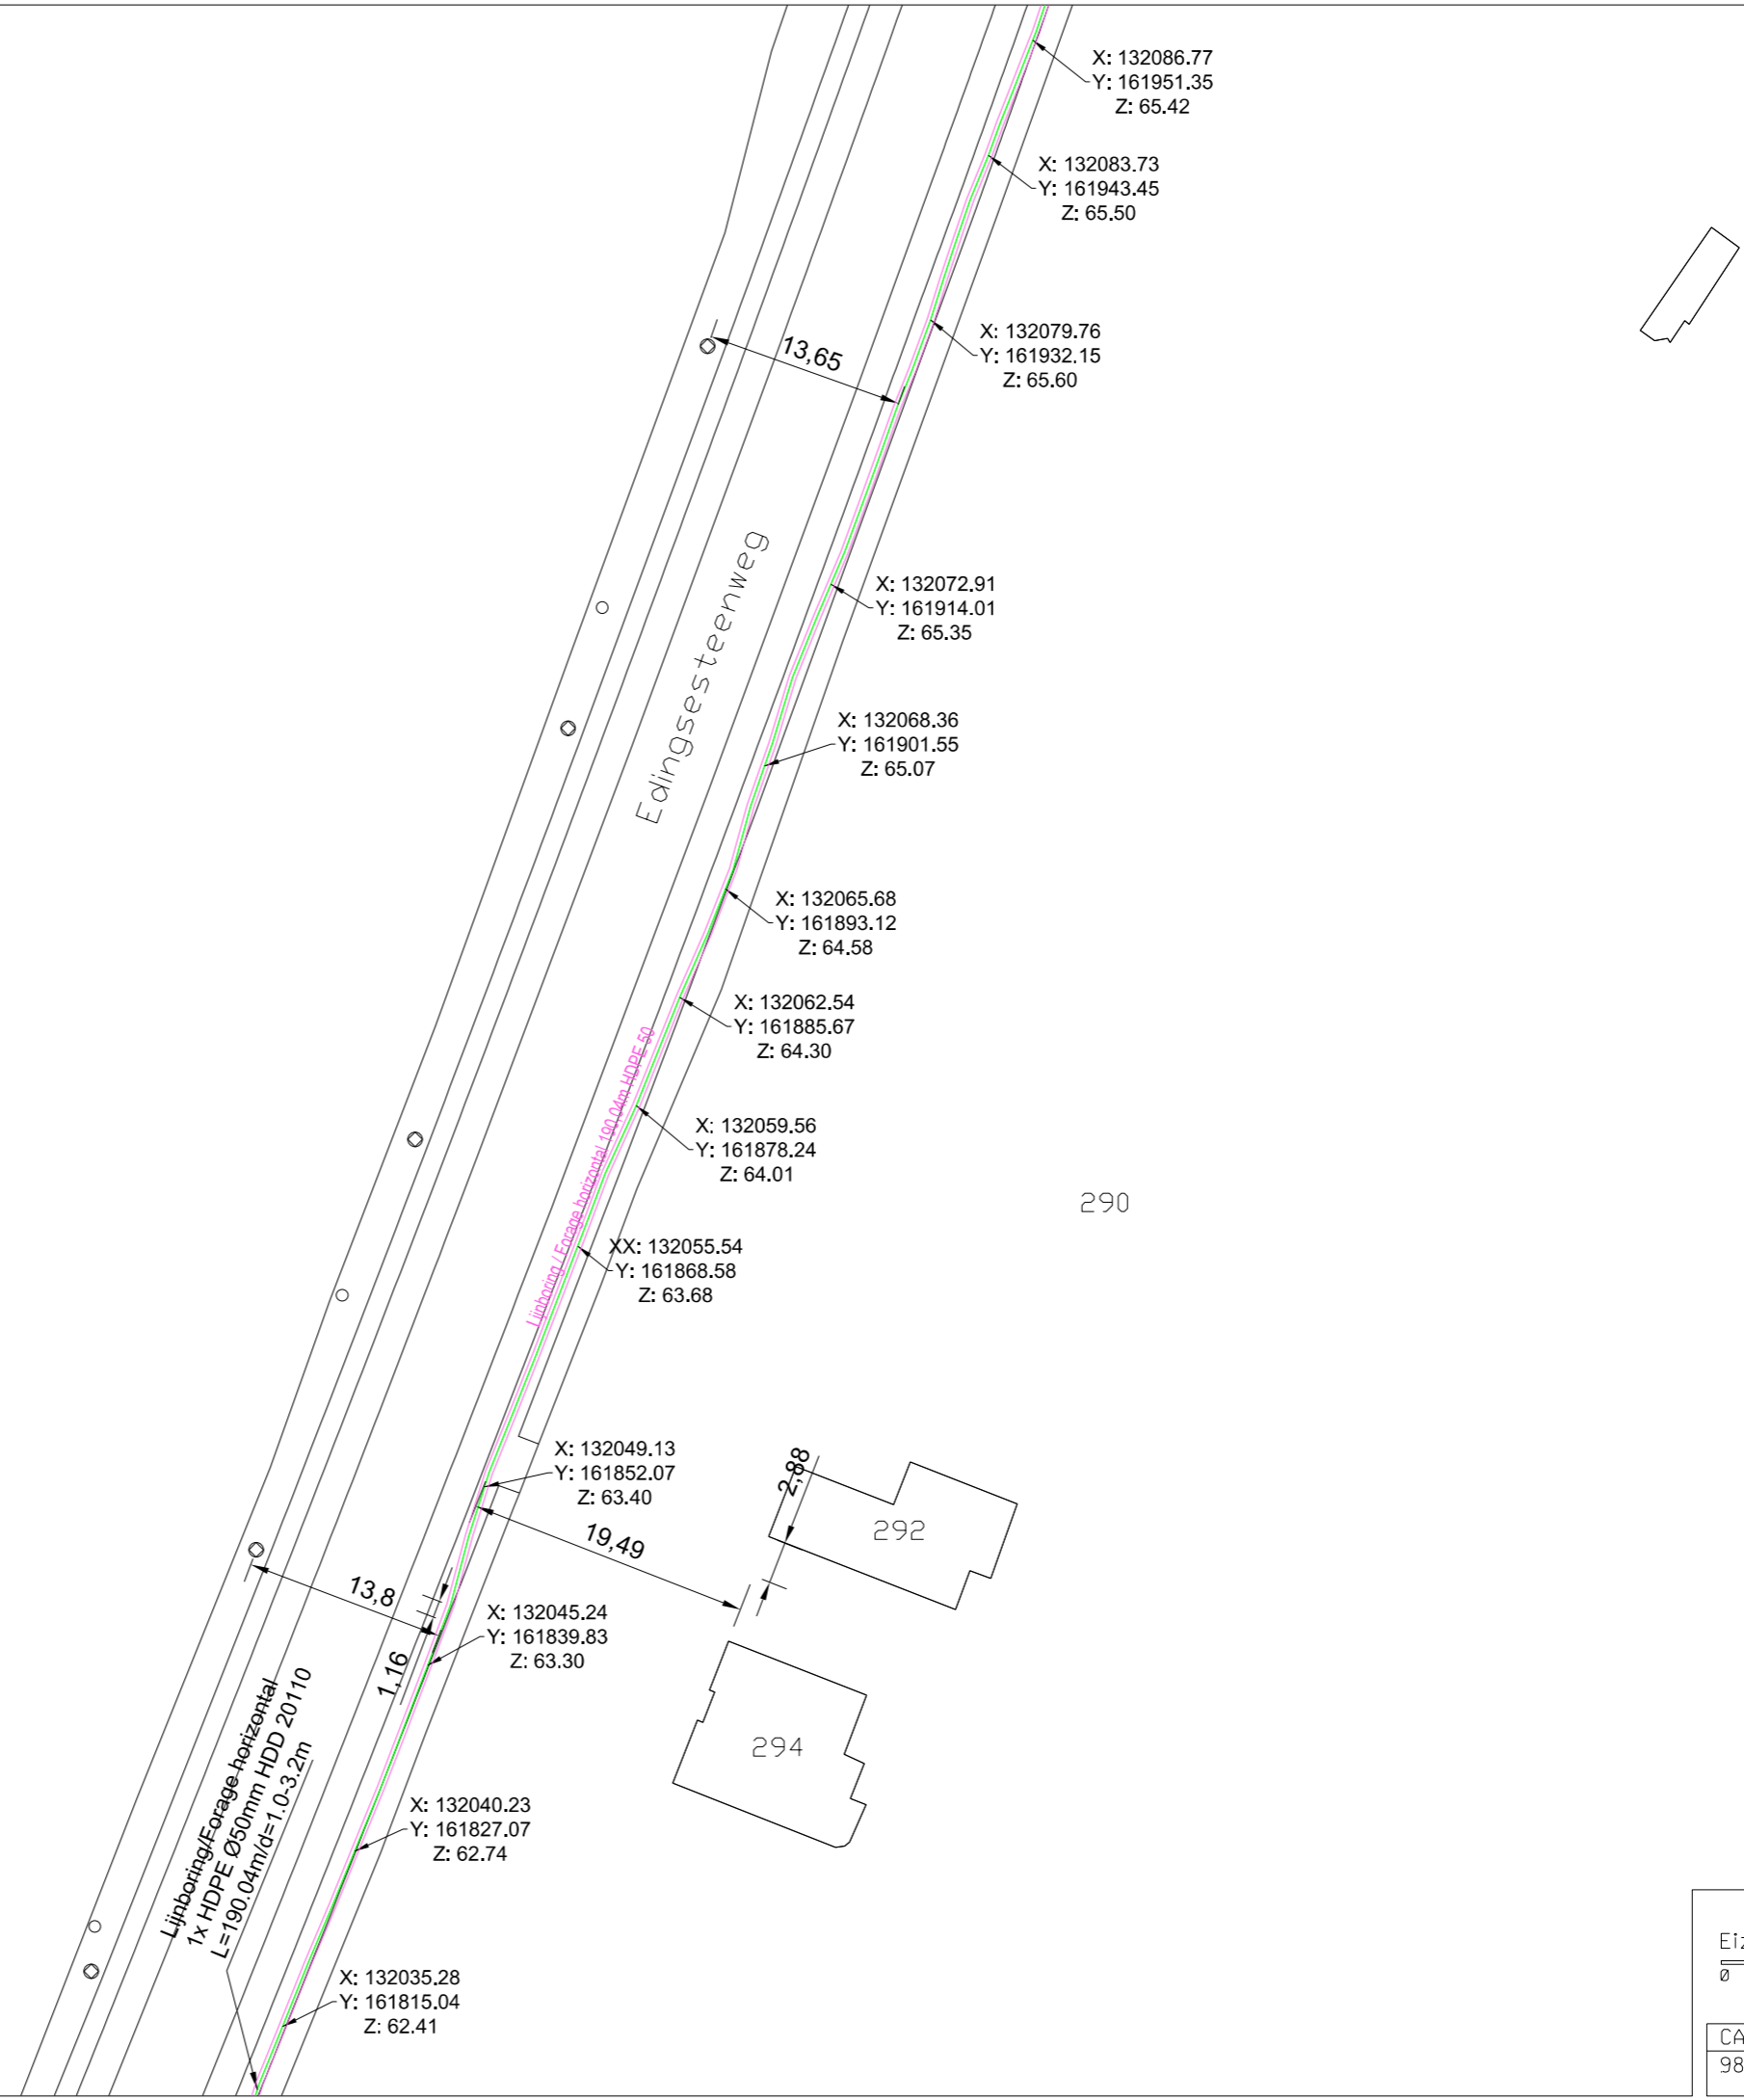 X: 132086.77
Y: 161951.35
Z: 65.42
X: 132083.73
Y: 161943.45
Z: 65.50
X: 132079.76
Y: 161932.15
Z: 65.60
13,65
Edingsesteenweg
X: 132072.91
Y: 161914.01
Z: 65.35
X: 132068.36
Y: 161901.55
Z: 65.07
X: 132065.68
Y: 161893.12
Z: 64.58
X: 132062.54
Y: 161885.67
Z: 64.30
Lijnboring / Forage horizontal 190.04m HDPE 50
X: 132059.56
Y: 161878.24
Z: 64.01
290
XX: 132055.54
Y: 161868.58
Z: 63.68
X: 132049.13
Y: 161852.07
Z: 63.40
2,88
292
19,49
13,8
X: 132045.24
Y: 161839.83
Z: 63.30
1,16
294
Lijnboring/Forage horizontal
1x HDPE Ø50mm HDD 20110
L=190.04m/d=1.0-3.2m
X: 132040.23
Y: 161827.07
Z: 62.74
X: 132035.28
Y: 161815.04
Z: 62.41
Eiz
Ø
CA
98